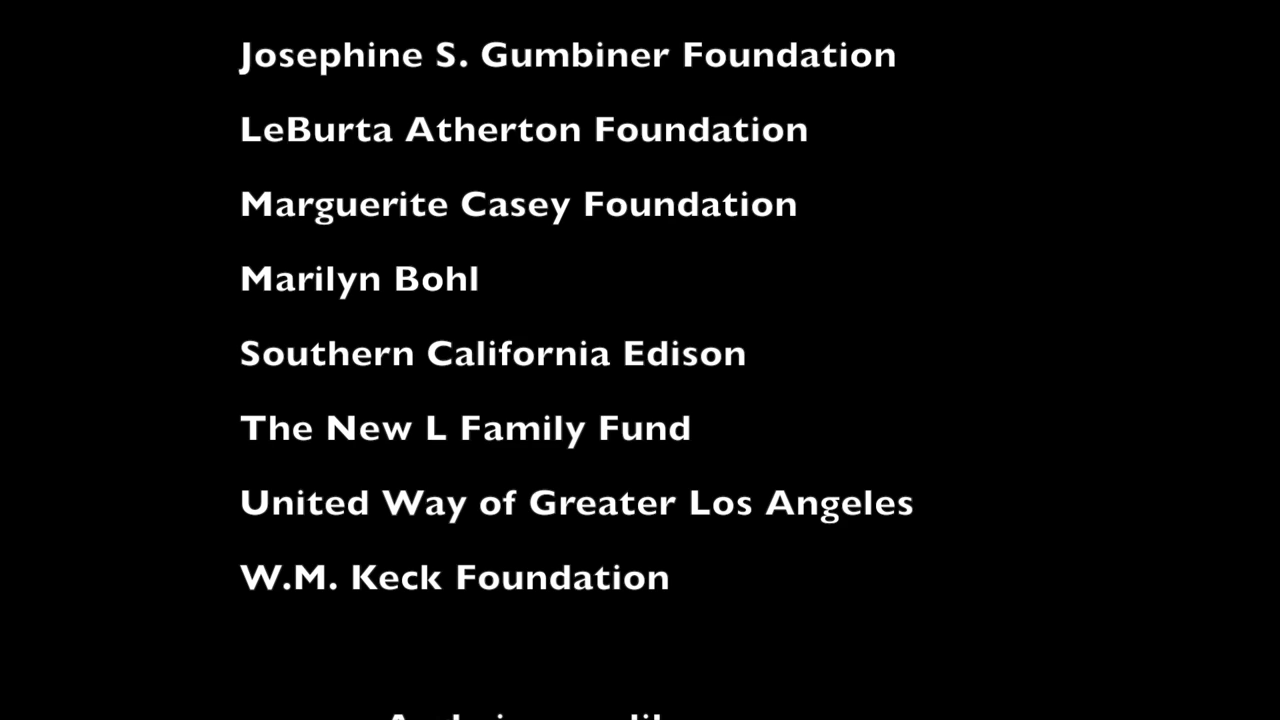 Josephine S. Gumbiner Foundation
LeBurta Atherton Foundation
Marguerite Casey Foundation
Marilyn Bohl
Southern California Edison
The New L Family Fund
United Way of Greater Los Angeles
W.M. Keck Foundation